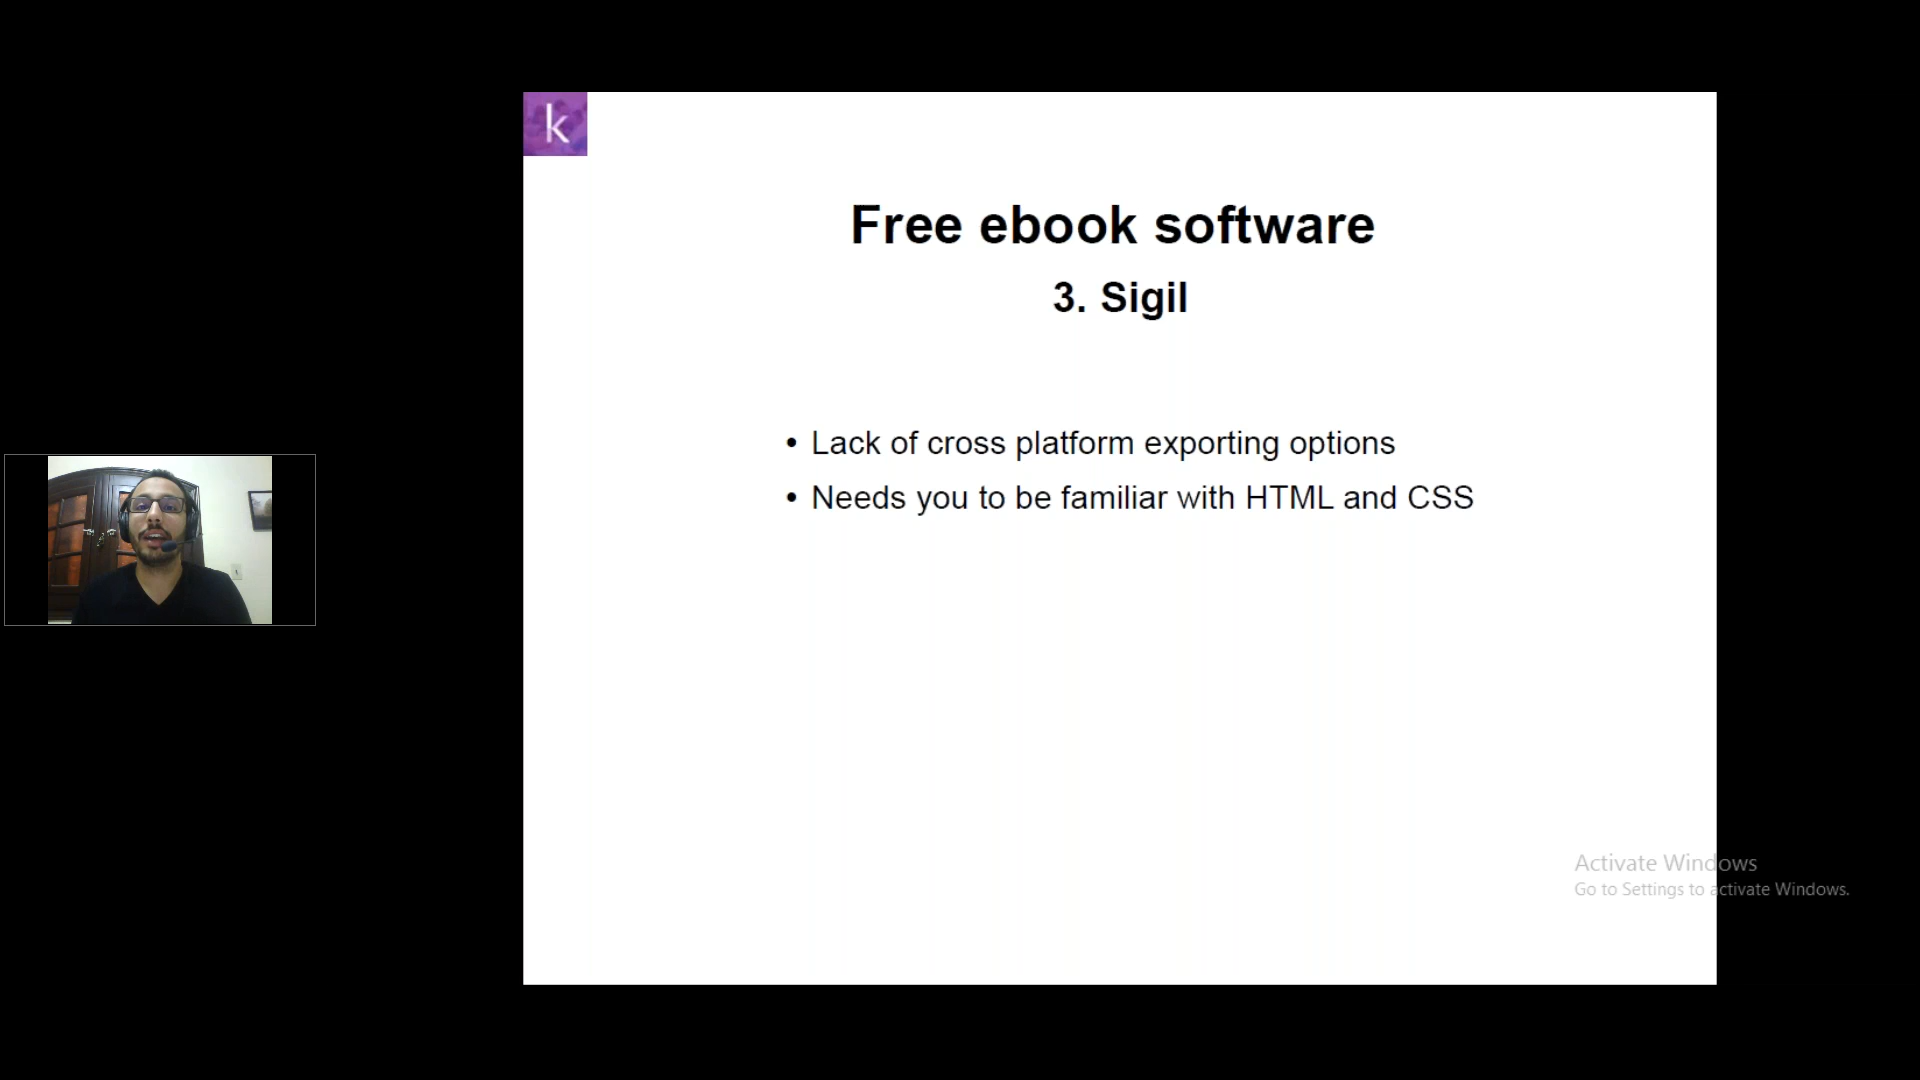 k
Free ebook software
3. Sigil
• Lack of cross platform exporting options
• Needs you to be familiar with HTML and CSS
Activate Windows
Go to Settings to activate Windows.